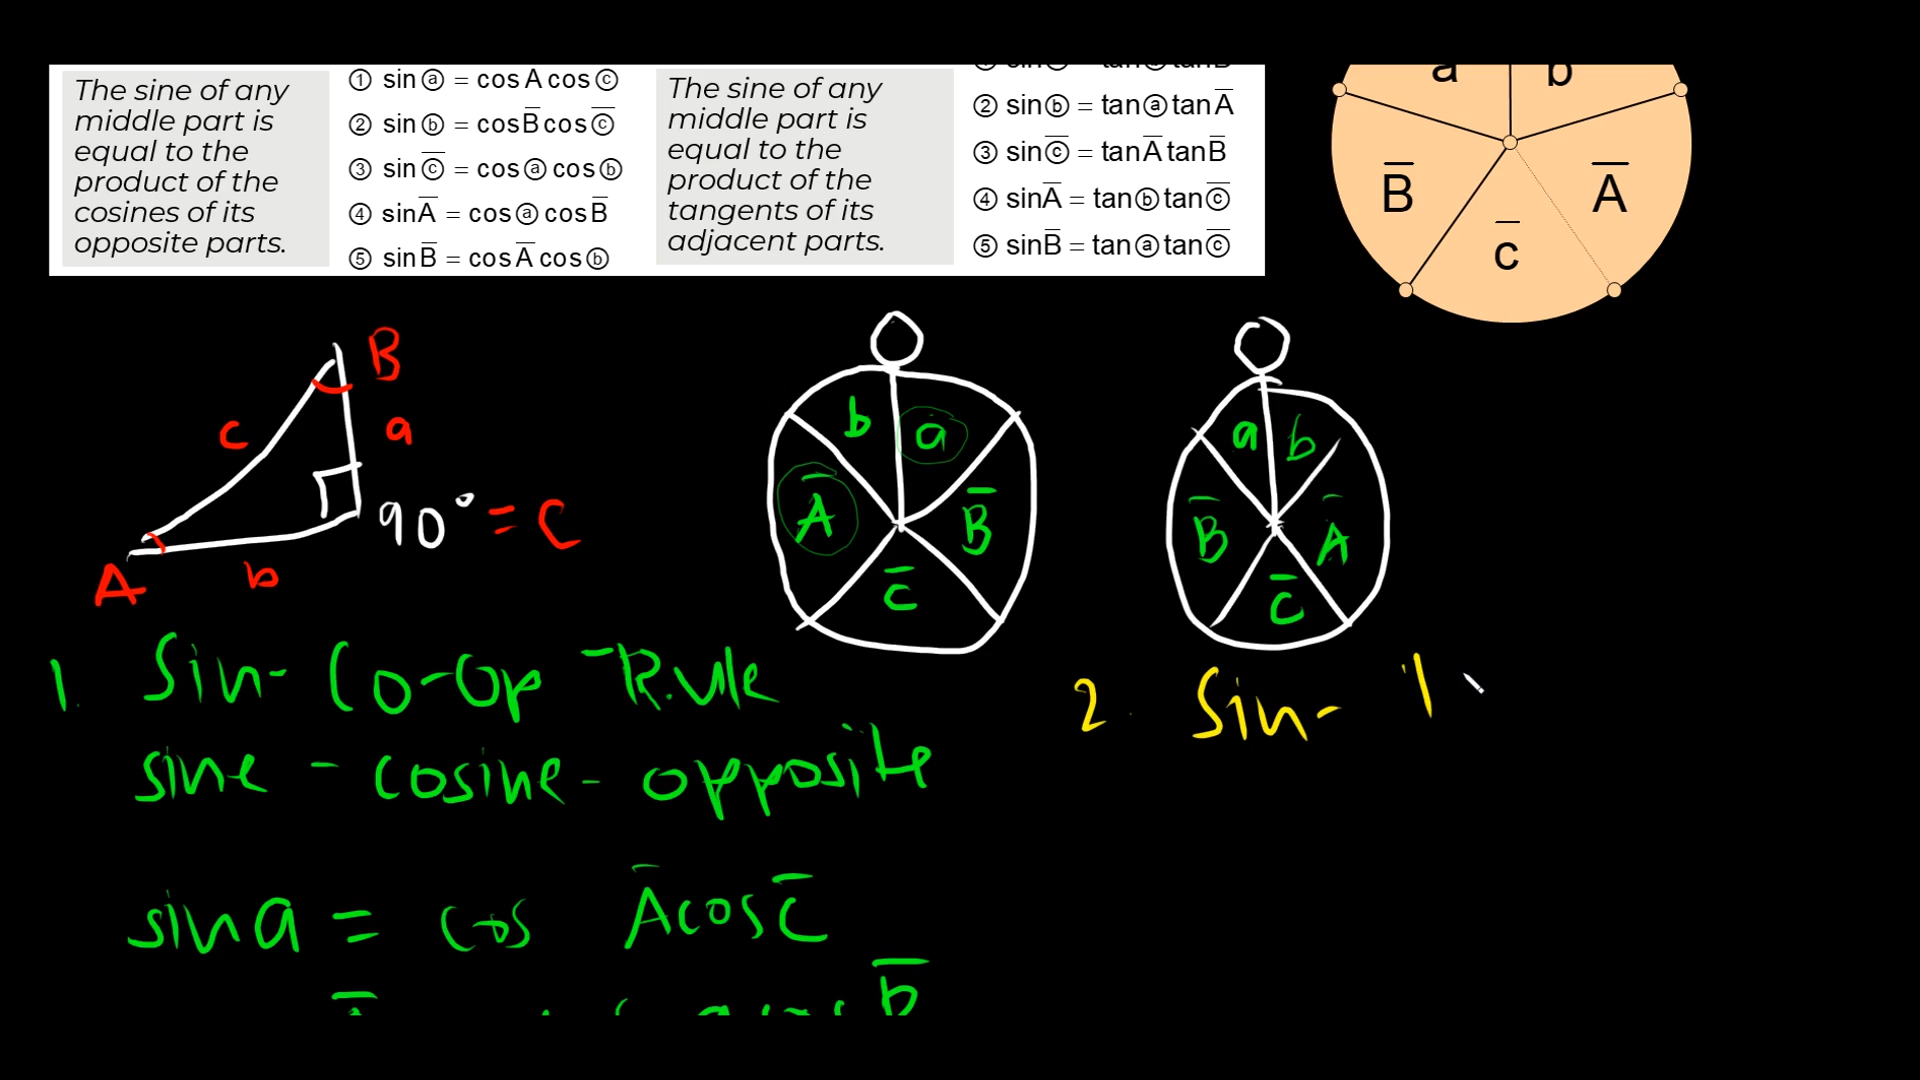 The sine of any
middle part is
equal to the
product of the
cosines of its
opposite parts.
① sin ⓐ = cos A cos ⓒ
② sin ⓑ = cos B̅ cos c̅
③ sin c̅ = cos ⓐ cos ⓑ
④ sin A̅ = cos ⓐ cos B̅
⑤ sin B̅ = cos A̅ cos ⓑ
The sine of any
middle part is
equal to the
product of the
tangents of its
adjacent parts.
② sin ⓑ = tan ⓐ tan A̅
③ sin c̅ = tan A̅ tan B̅
④ sin A̅ = tan ⓑ tan c̅
⑤ sin B̅ = tan ⓐ tan c̅
a b
B̅ A̅
c̅
B
c a
90° = C
A b
b a
A̅ B̅
c̅
a b
B̅ A̅
c̅
1. Sin- Co-Op -Rule
sine - cosine - opposite
sin a = cos A̅ cos c̅
2. Sin-